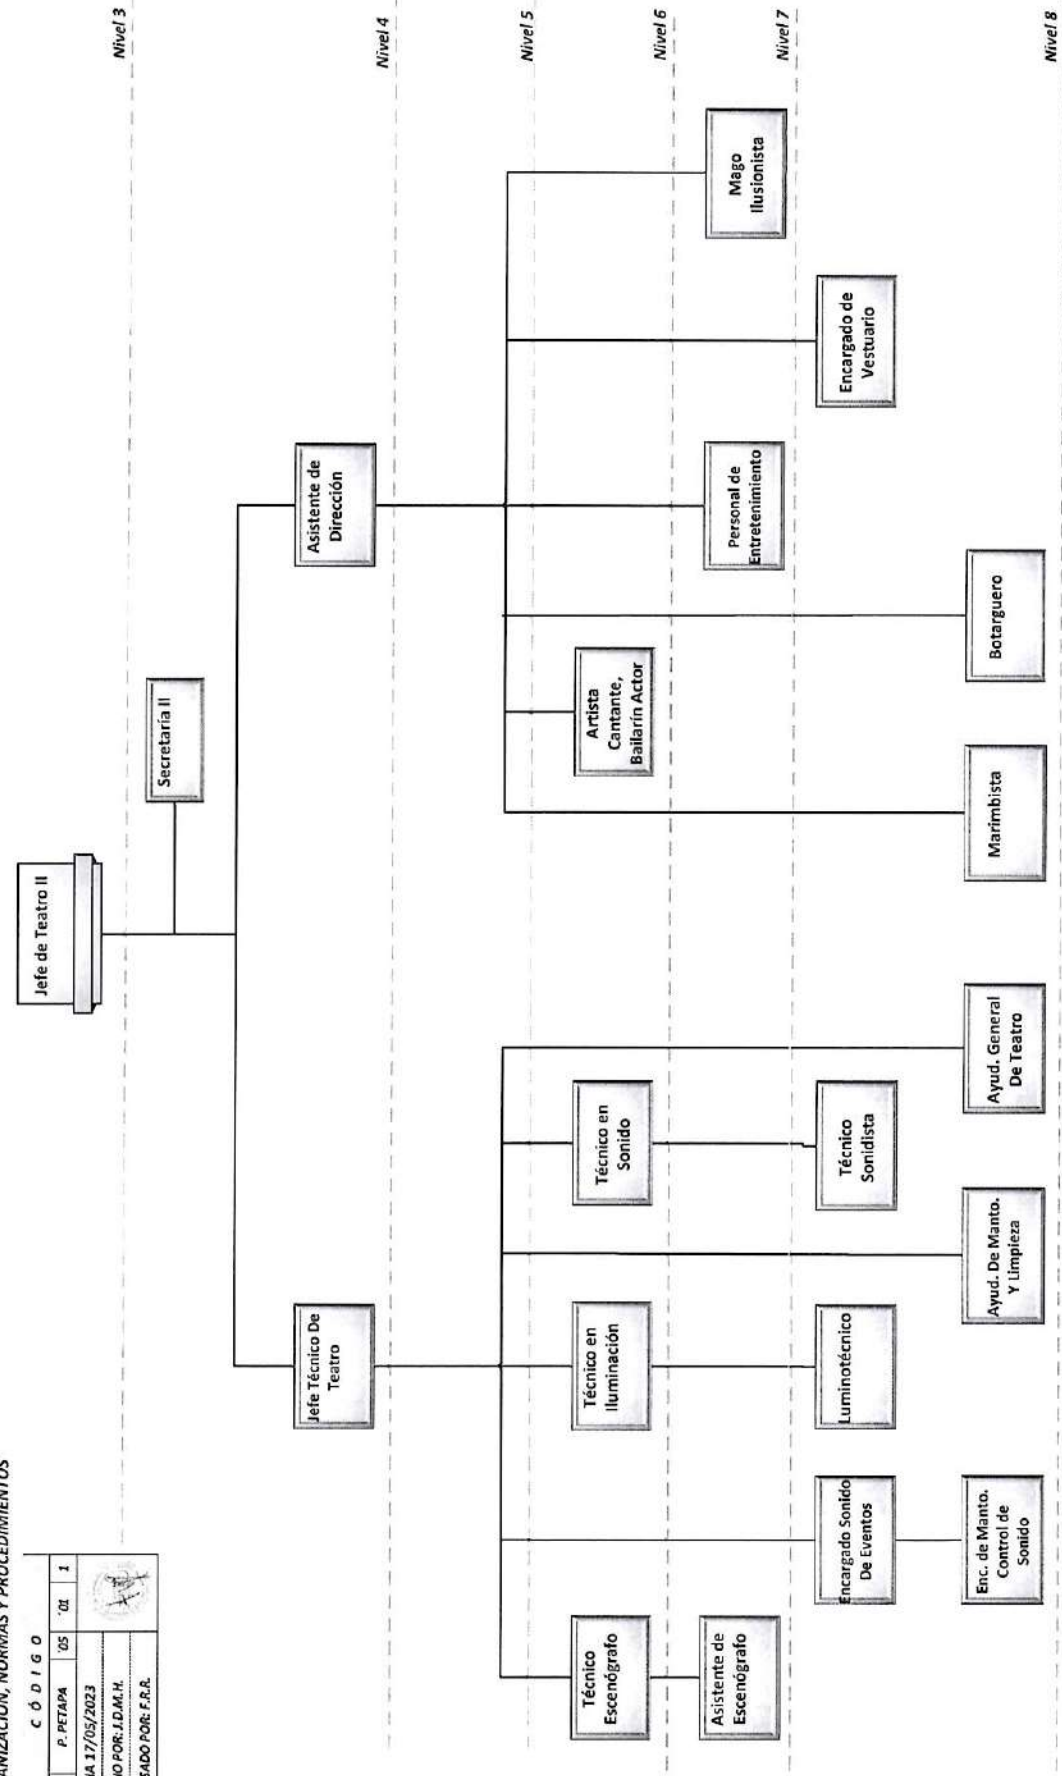 ANIZACIÓN, NORMAS Y PROCEDIMIENTOS
CÓDIGO
P. PETAPA '05 '01 1
17/05/2023
POR: J.D.M.H.
SADO POR: F.R.R.
Jefe de Teatro II
Nivel 3
Secretaría II
Jefe Técnico De
Teatro
Asistente de
Dirección
Nivel 4
Nivel 5
Técnico
Escenógrafo
Técnico en
Iluminación
Técnico en
Sonido
Artista
Cantante,
Bailarín Actor
Nivel 6
Asistente de
Escenógrafo
Personal de
Entretenimiento
Mago
Ilusionista
Nivel 7
Encargado Sonido
De Eventos
Luminotécnico
Técnico
Sonidista
Encargado de
Vestuario
Enc. de Manto.
Control de
Sonido
Ayud. De Manto.
Y Limpieza
Ayud. General
De Teatro
Marimbista
Botarguero
Nivel 8